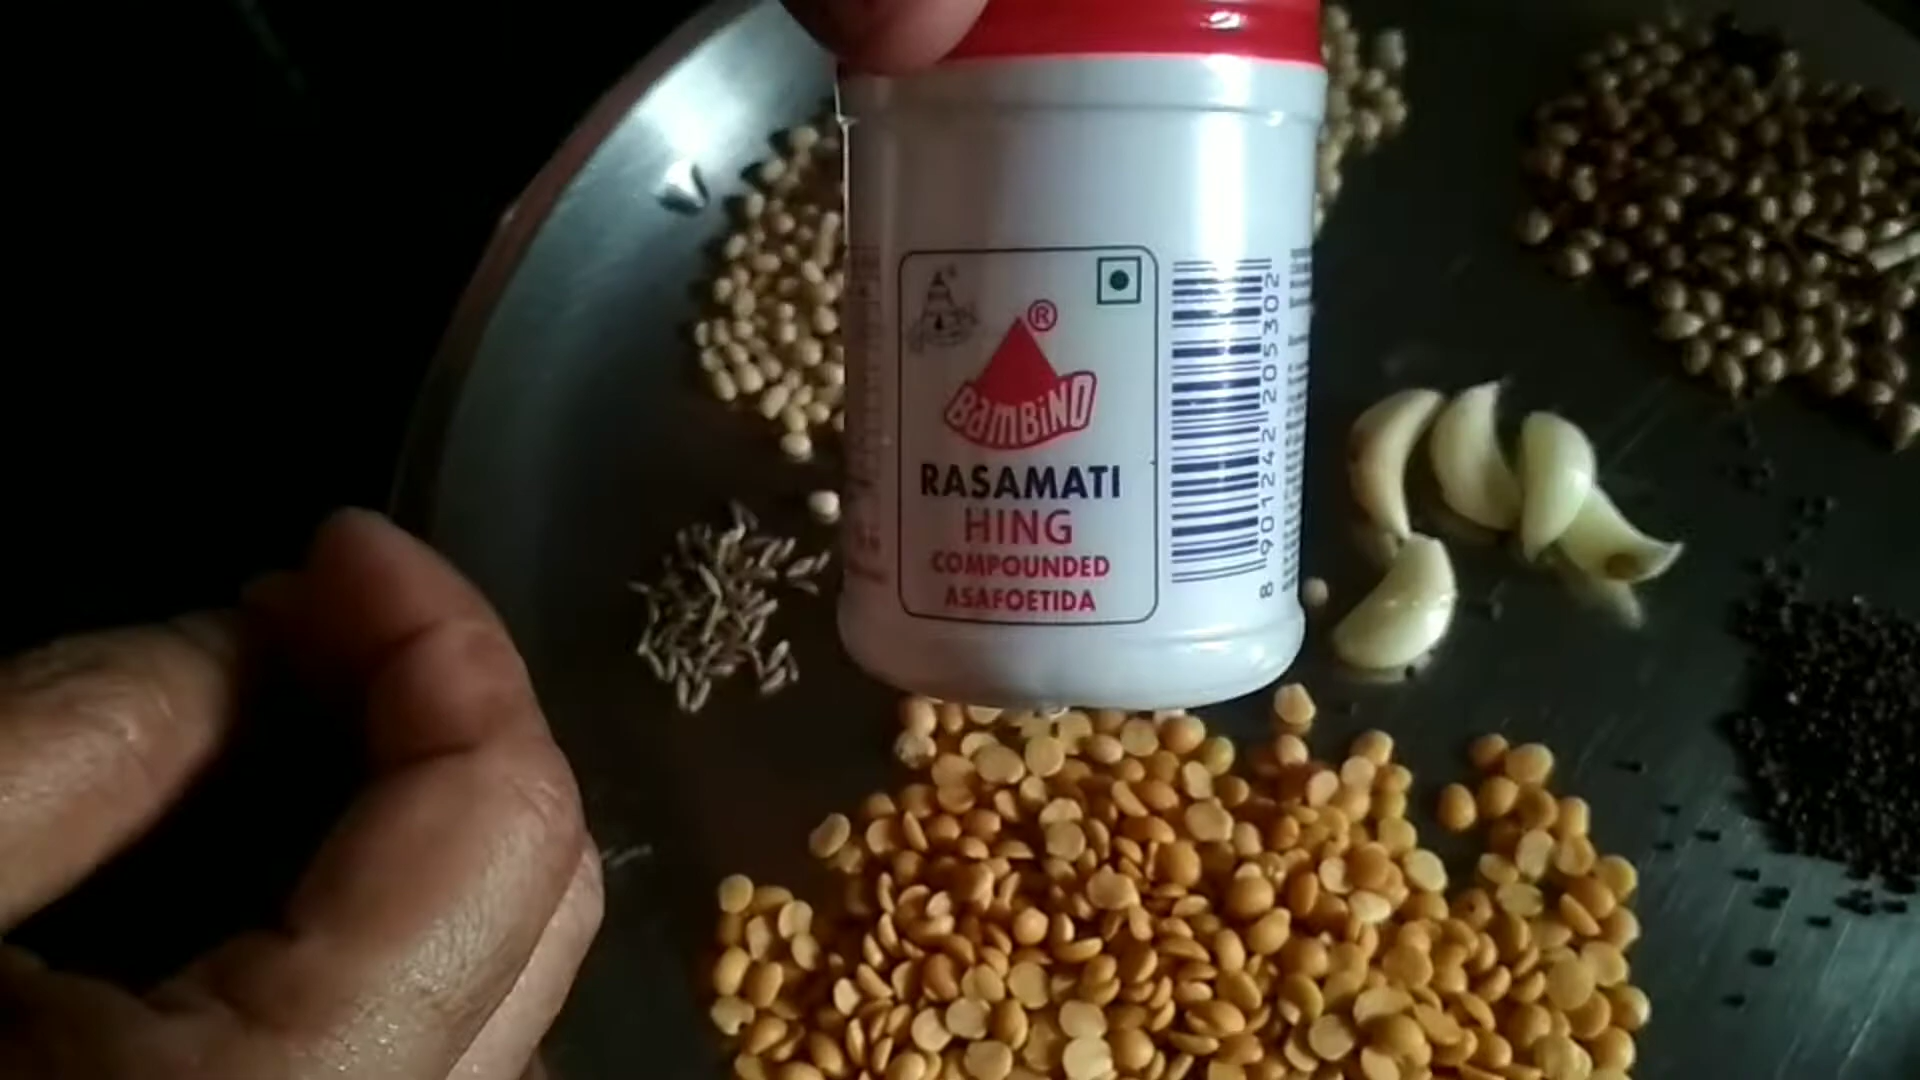 ®
BamBiNO
RASAMATI
HING
COMPOUNDED
ASAFOETIDA
8 901242 205302